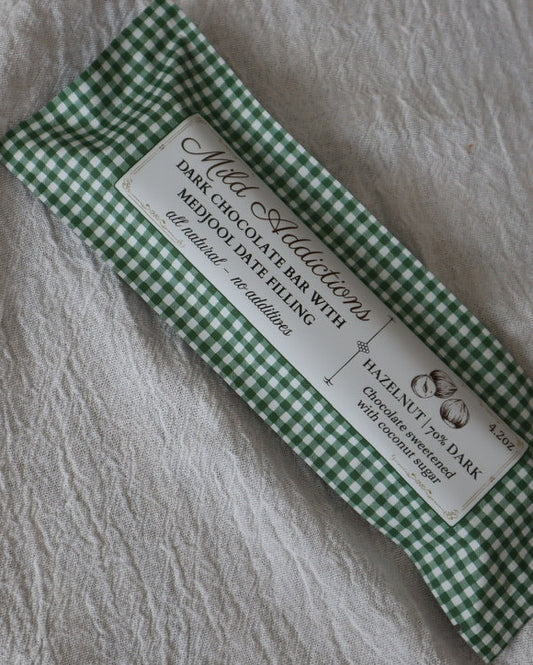 Mild Addictions
DARK CHOCOLATE BAR WITH
MEDJOOL DATE FILLING
all natural – no additives
HAZELNUT | 70% DARK
Chocolate sweetened
with coconut sugar
4.2oz